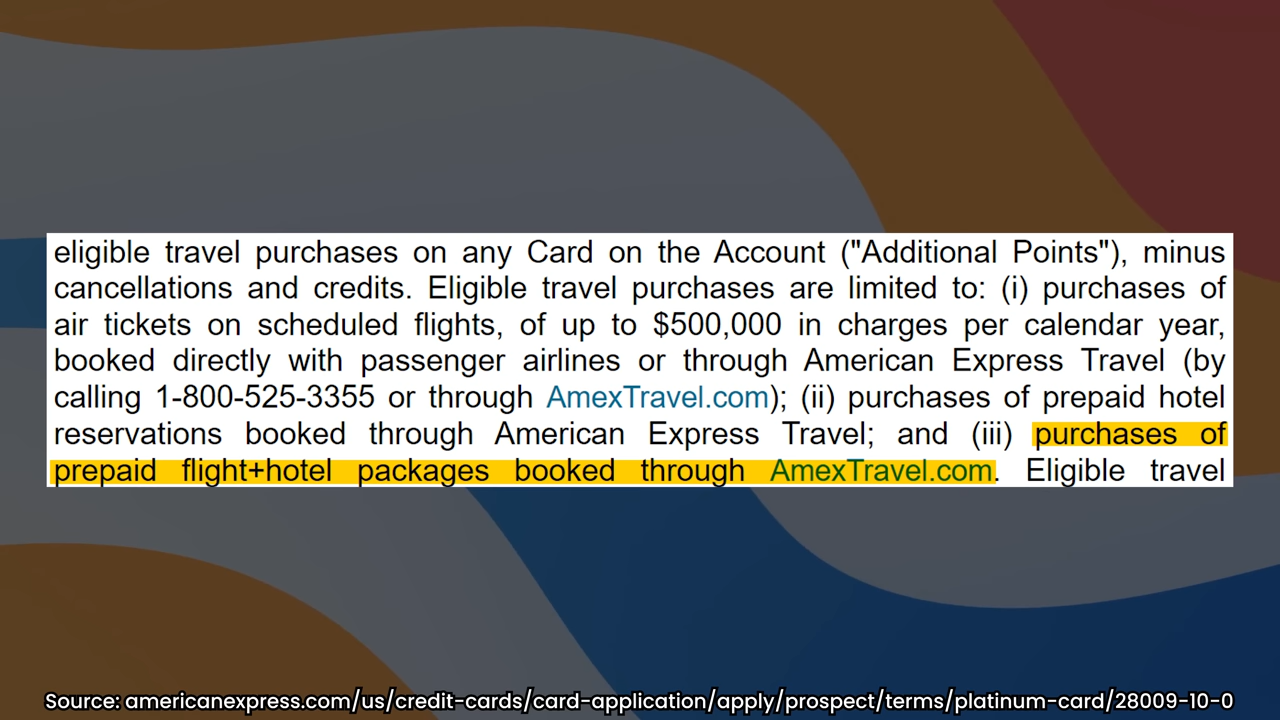 eligible travel purchases on any Card on the Account ("Additional Points"), minus
cancellations and credits. Eligible travel purchases are limited to: (i) purchases of
air tickets on scheduled flights, of up to $500,000 in charges per calendar year,
booked directly with passenger airlines or through American Express Travel (by
calling 1-800-525-3355 or through AmexTravel.com); (ii) purchases of prepaid hotel
reservations booked through American Express Travel; and (iii) purchases of
prepaid flight+hotel packages booked through AmexTravel.com. Eligible travel
Source: americanexpress.com/us/credit-cards/card-application/apply/prospect/terms/platinum-card/28009-10-0